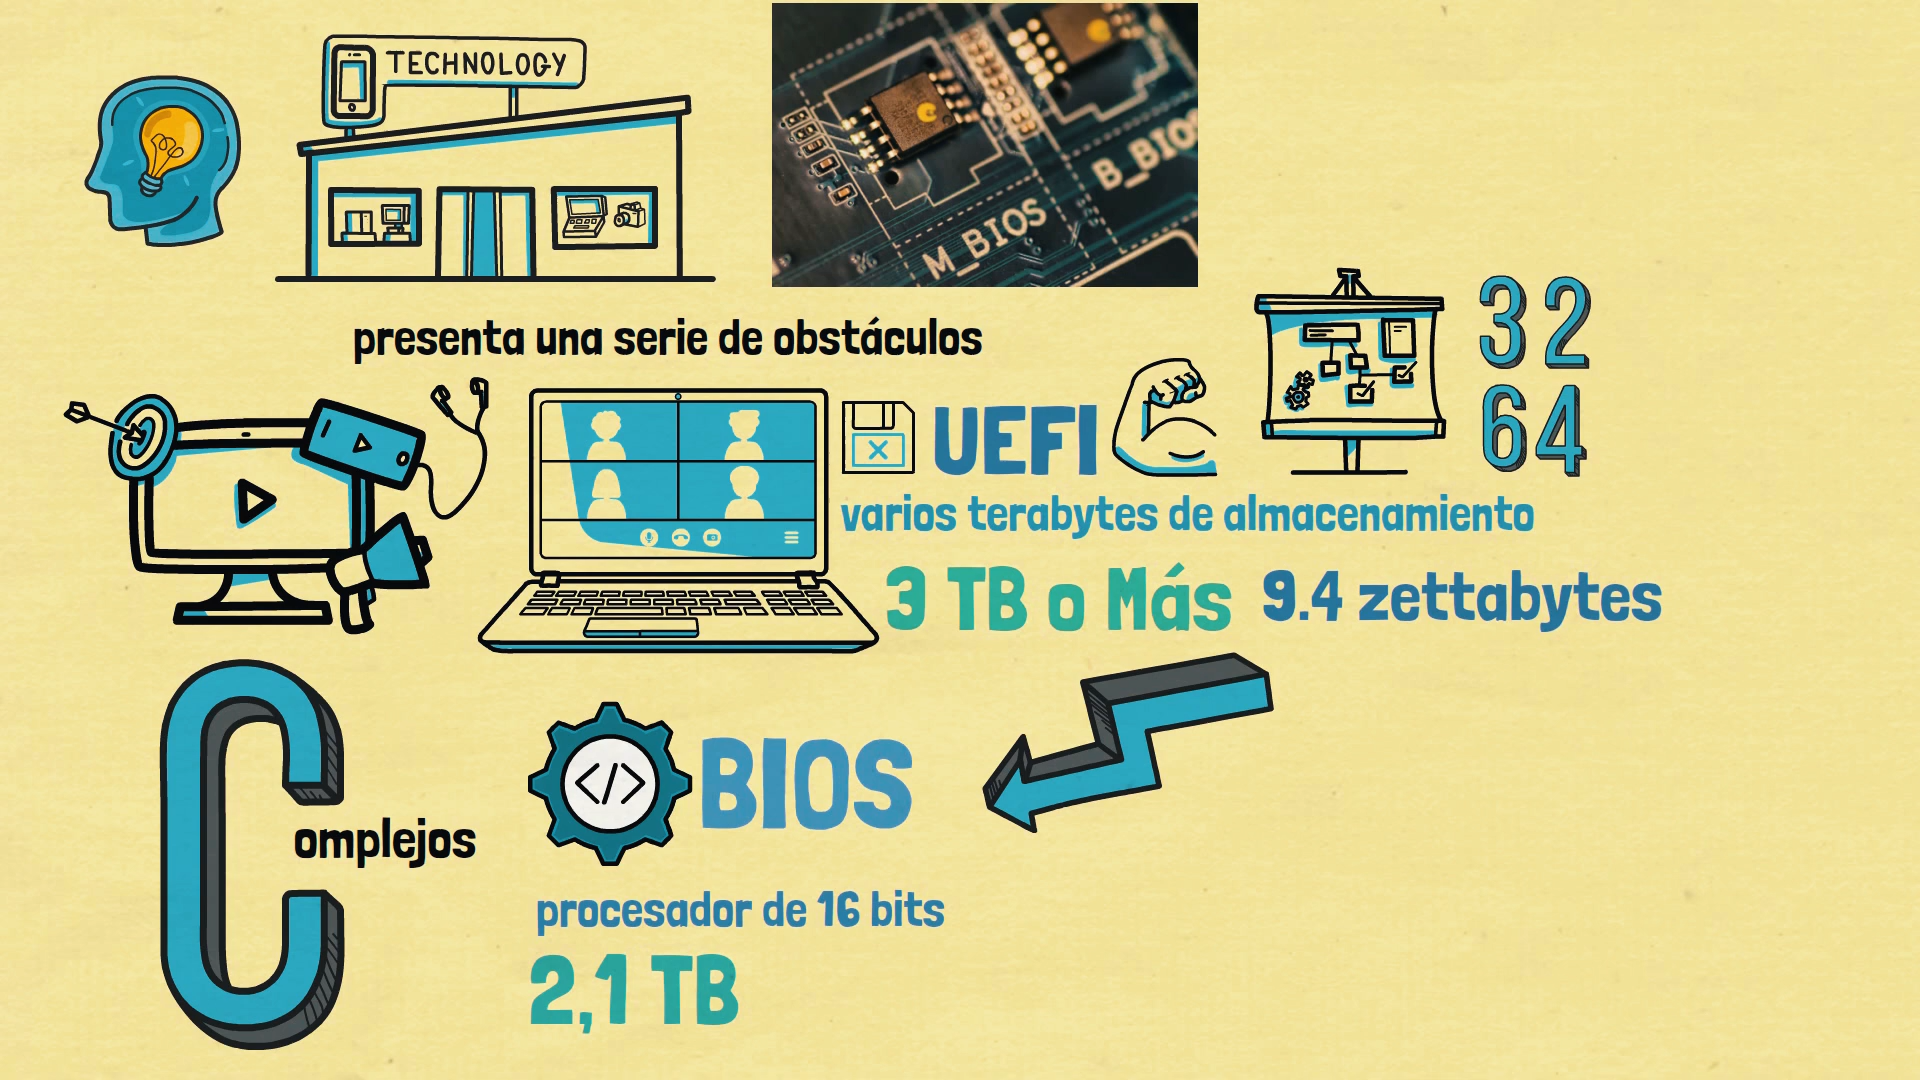 TECHNOLOGY
M_BIOS
B_BIOS
presenta una serie de obstáculos
32
64
UEFI
varios terabytes de almacenamiento
3 TB o Más
9.4 zettabytes
Complejos
</>
BIOS
procesador de 16 bits
2,1 TB